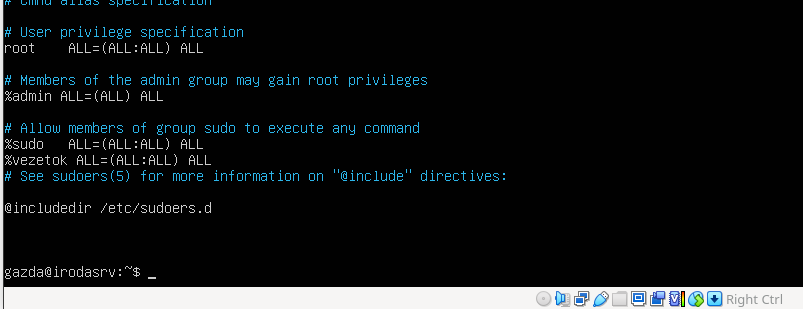 # Cmnd alias specification
# User privilege specification
root    ALL=(ALL:ALL) ALL
# Members of the admin group may gain root privileges
%admin ALL=(ALL) ALL
# Allow members of group sudo to execute any command
%sudo   ALL=(ALL:ALL) ALL
%vezetok ALL=(ALL:ALL) ALL
# See sudoers(5) for more information on "@include" directives:
@includedir /etc/sudoers.d
gazda@irodasrv:~$ _
Right Ctrl